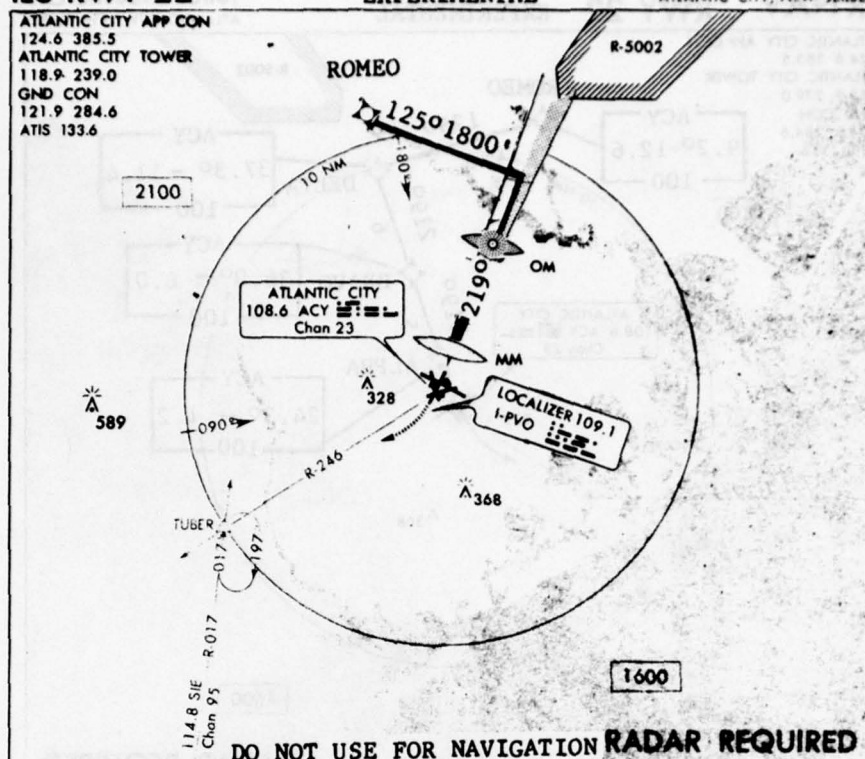 EXPERIMENTAL
ATLANTIC CITY APP CON
124.6 385.5
ATLANTIC CITY TOWER
118.9 239.0
GND CON
121.9 284.6
ATIS 133.6
R-5002
ROMEO
125° 1800'
10 NM
180°
2100
OM
219°
ATLANTIC CITY
108.6 ACY
Chan 23
MM
LOCALIZER 109.1
I-PVO
328
589
090°
R-246
368
TUBER
017
197
R-017
114.8 SIE
Chan 95
1600
DO NOT USE FOR NAVIGATION RADAR REQUIRED